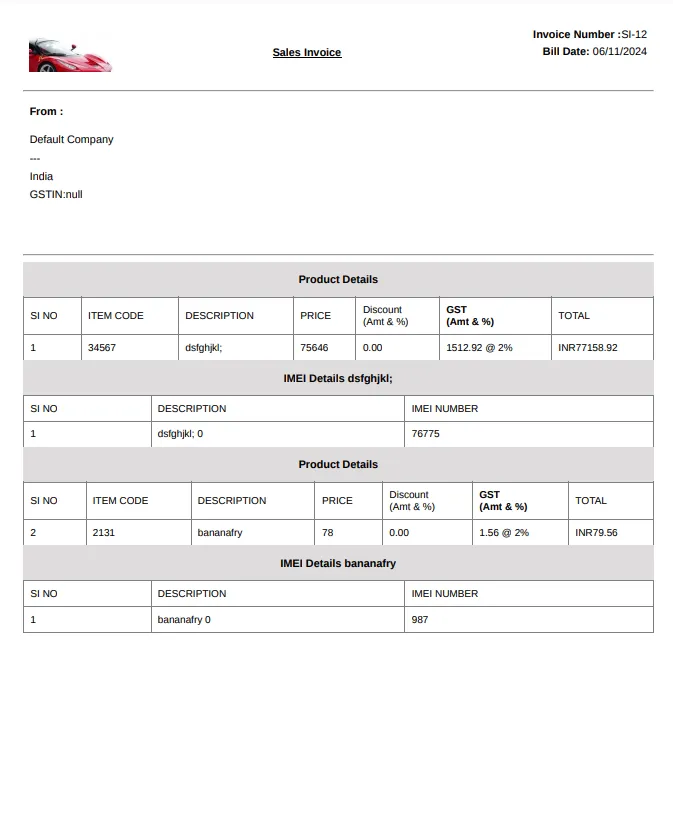 Invoice Number :SI-12
Sales Invoice
Bill Date: 06/11/2024
From :
Default Company
---
India
GSTIN:null
Product Details
SI NO ITEM CODE DESCRIPTION PRICE Discount (Amt & %) GST (Amt & %) TOTAL
1 34567 dsfghjkl; 75646 0.00 1512.92 @ 2% INR77158.92
IMEI Details dsfghjkl;
SI NO DESCRIPTION IMEI NUMBER
1 dsfghjkl; 0 76775
Product Details
SI NO ITEM CODE DESCRIPTION PRICE Discount (Amt & %) GST (Amt & %) TOTAL
2 2131 bananafry 78 0.00 1.56 @ 2% INR79.56
IMEI Details bananafry
SI NO DESCRIPTION IMEI NUMBER
1 bananafry 0 987